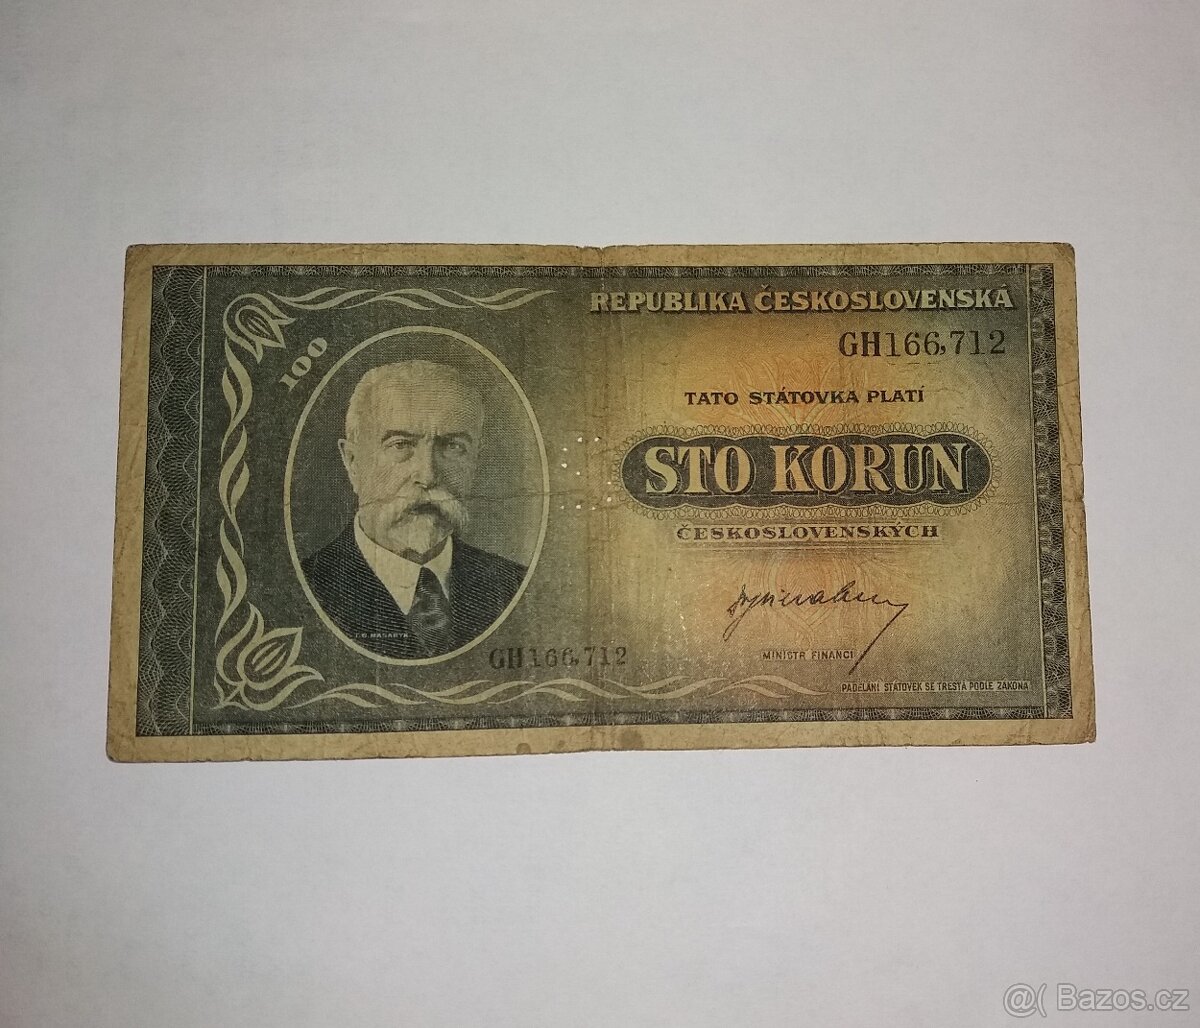 REPUBLIKA ČESKOSLOVENSKÁ
GH166,712
100
TATO STÁTOVKA PLATÍ
STO KORUN
ČESKOSLOVENSKÝCH
T. G. MASARYK
GH166,712
MINISTR FINANCÍ
PADĚLÁNÍ STÁTOVEK SE TRESTÁ PODLE ZÁKONA
@( Bazos.cz